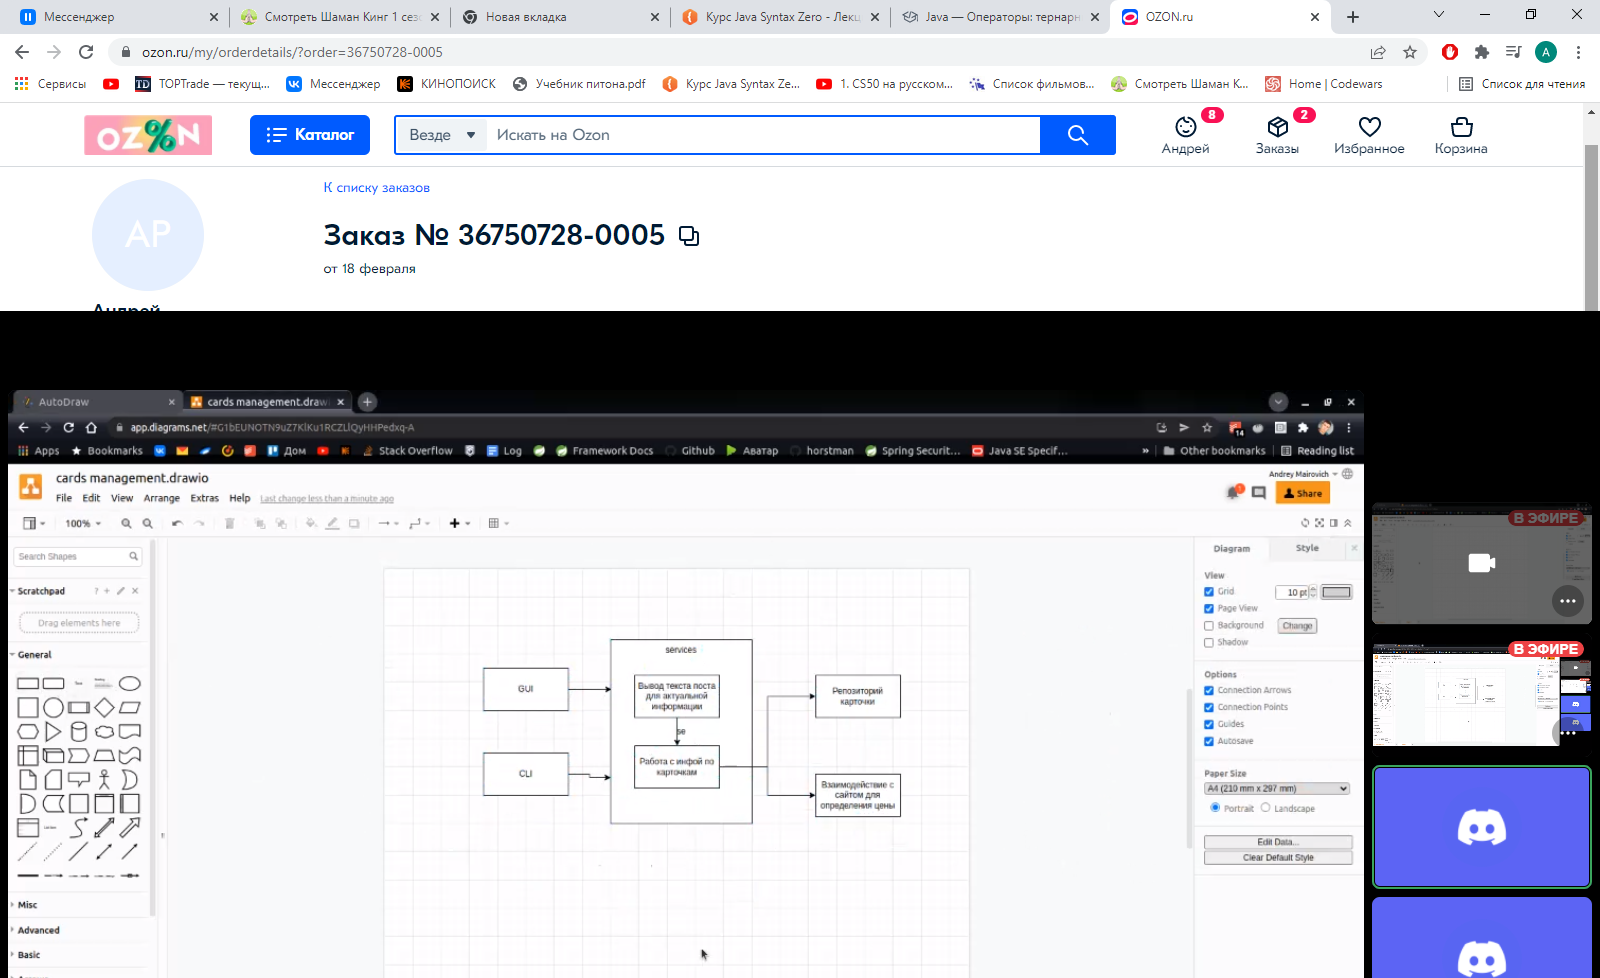 Мессенджер
Смотреть Шаман Кинг 1 сез
Новая вкладка
Курс Java Syntax Zero - Лекц
Java — Операторы: тернарн
OZON.ru
ozon.ru/my/orderdetails/?order=36750728-0005
A
Сервисы
TD TOPTrade — текущ...
Мессенджер
КИНОПОИСК
Учебник питона.pdf
Курс Java Syntax Ze...
1. CS50 на русском...
Список фильмов...
Смотреть Шаман К...
Home | Codewars
Список для чтения
OZ%N
Каталог
Везде
Искать на Ozon
8
Андрей
2
Заказы
Избранное
Корзина
AP
К списку заказов
Заказ № 36750728-0005
от 18 февраля
Андрей
AutoDraw
cards management.draw
app.diagrams.net/#G1bEUNOTN9uZ7KlKu1RCZLlQyHHPedxq-A
14
Apps
Bookmarks
Дом
Stack Overflow
Log
Framework Docs
Github
Аватар
horstman
Spring Securit...
Java SE Specif...
»
Other bookmarks
Reading list
cards management.drawio
Andrey Mairovich
File Edit View Arrange Extras Help
Last change less than a minute ago
1
Share
100%
Search Shapes
Scratchpad
Drag elements here
General
Misc
Advanced
Basic
services
GUI
Вывод текста поста для актуальной информации
se
CLI
Работа с инфой по карточкам
Репозиторий карточки
Взаимодействие с сайтом для определения цены
Diagram
Style
View
Grid
10 pt
Page View
Background
Change
Shadow
Options
Connection Arrows
Connection Points
Guides
Autosave
Paper Size
A4 (210 mm x 297 mm)
Portrait
Landscape
Edit Data...
Clear Default Style
В ЭФИРЕ
В ЭФИРЕ